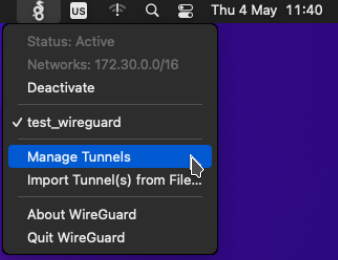 US
Thu 4 May 11:40
Status: Active
Networks: 172.30.0.0/16
Deactivate
✓ test_wireguard
Manage Tunnels
Import Tunnel(s) from File...
About WireGuard
Quit WireGuard